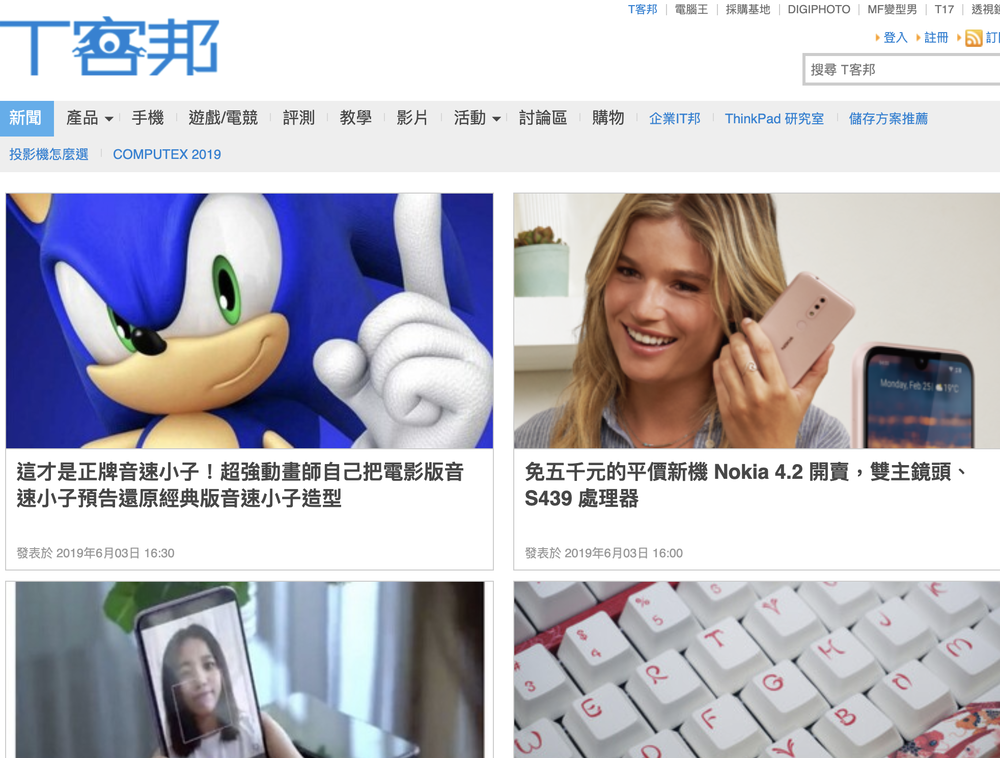 T客邦 電腦王 採購基地 DIGIPHOTO MF變型男 T17 透視鏡
T客邦
登入 註冊
搜尋 T客邦
新聞 產品 手機 遊戲/電競 評測 教學 影片 活動 討論區 購物 企業IT邦 ThinkPad 研究室 儲存方案推薦
投影機怎麼選 COMPUTEX 2019
NOKIA
Monday, Feb 25 19°C
這才是正牌音速小子！超強動畫師自己把電影版音
速小子預告還原經典版音速小子造型
發表於 2019年6月03日 16:30
免五千元的平價新機 Nokia 4.2 開賣，雙主鏡頭、
S439 處理器
發表於 2019年6月03日 16:00
% 5 Y J K
$ 4 T H M
3 R G
E F B
W D V